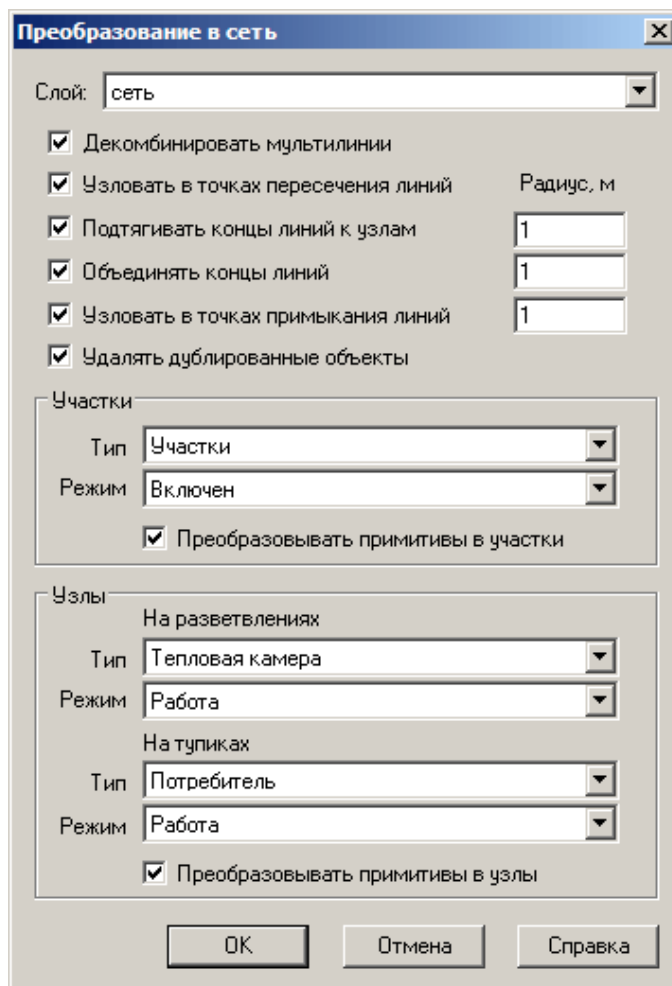 Преобразование в сеть
Слой: сеть
Декомбинировать мультилинии
Узловать в точках пересечения линий Радиус, м
Подтягивать концы линий к узлам 1
Объединять концы линий 1
Узловать в точках примыкания линий 1
Удалять дублированные объекты
Участки
Тип Участки
Режим Включен
Преобразовывать примитивы в участки
Узлы
На разветвлениях
Тип Тепловая камера
Режим Работа
На тупиках
Тип Потребитель
Режим Работа
Преобразовывать примитивы в узлы
OK Отмена Справка